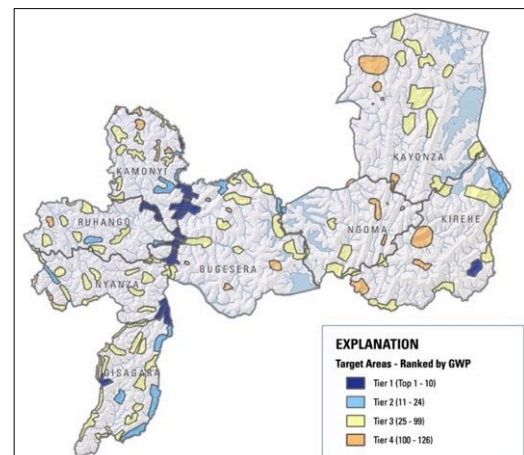 KAYONZA
KAMONYI
RUHANGO
NGOMA
KIREHE
BUGESERA
NYANZA
GISAGARA
EXPLANATION
Target Areas - Ranked by GWP
Tier 1 (Top 1 - 10)
Tier 2 (11 - 24)
Tier 3 (25 - 99)
Tier 4 (100 - 126)